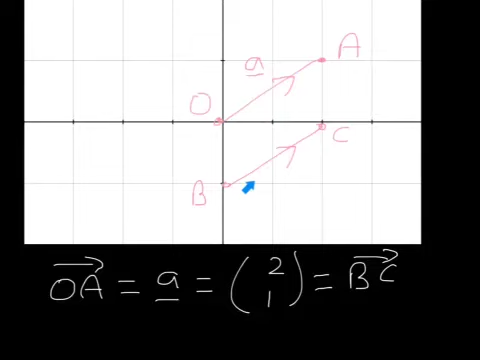 A
a
O
C
B
OA = a = (2 1) = BC